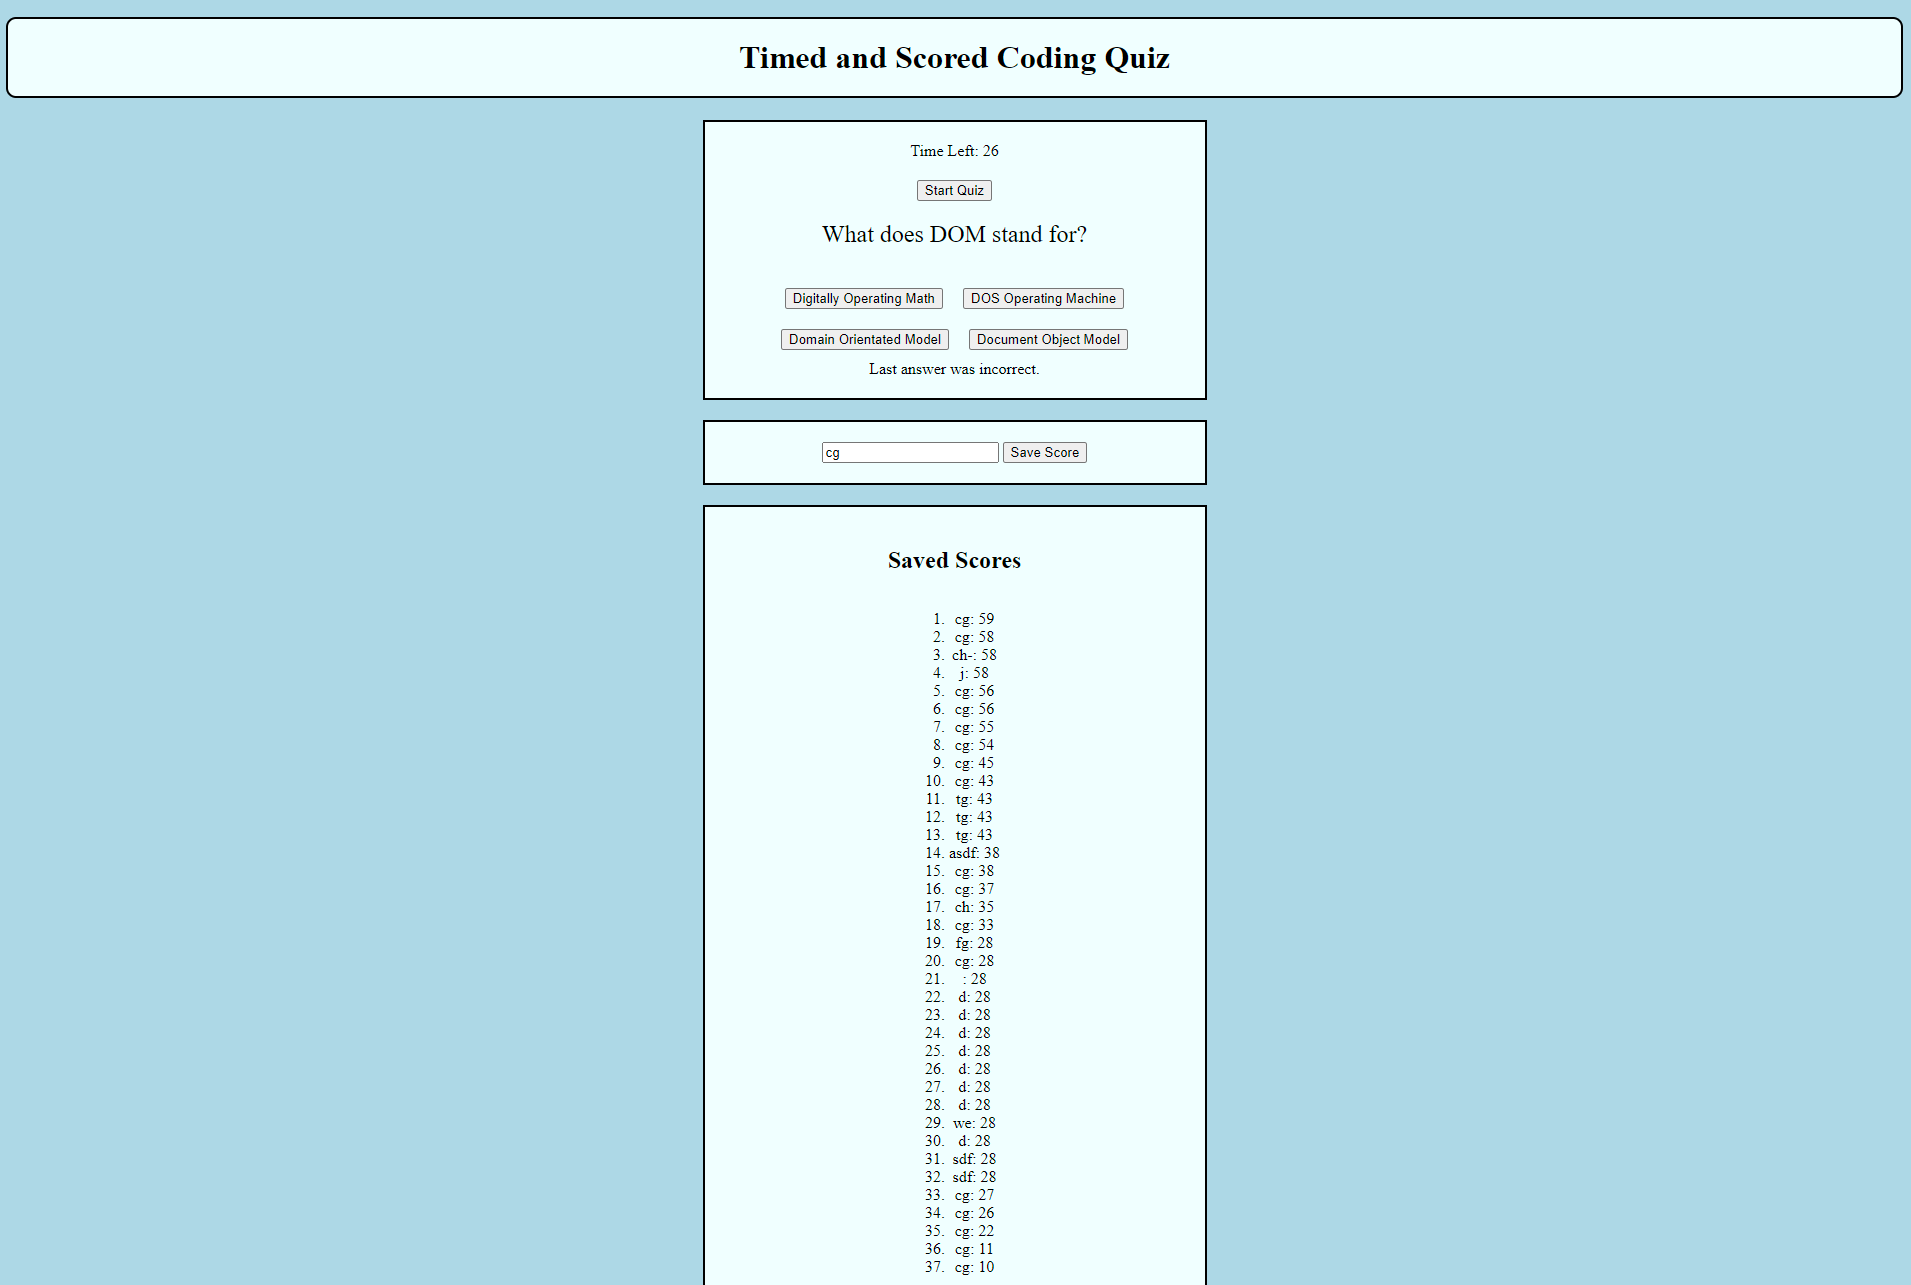 Timed and Scored Coding Quiz
Time Left: 26
Start Quiz
What does DOM stand for?
Digitally Operating Math DOS Operating Machine
Domain Orientated Model Document Object Model
Last answer was incorrect.
cg Save Score
Saved Scores
1. cg: 59
2. cg: 58
3. ch-: 58
4. j: 58
5. cg: 56
6. cg: 56
7. cg: 55
8. cg: 54
9. cg: 45
10. cg: 43
11. tg: 43
12. tg: 43
13. tg: 43
14. asdf: 38
15. cg: 38
16. cg: 37
17. ch: 35
18. cg: 33
19. fg: 28
20. cg: 28
21. : 28
22. d: 28
23. d: 28
24. d: 28
25. d: 28
26. d: 28
27. d: 28
28. d: 28
29. we: 28
30. d: 28
31. sdf: 28
32. sdf: 28
33. cg: 27
34. cg: 26
35. cg: 22
36. cg: 11
37. cg: 10